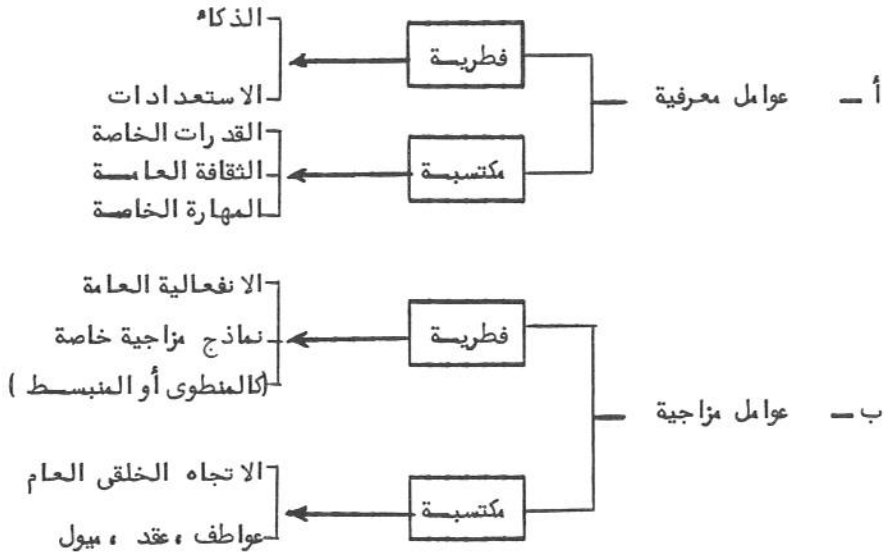 أ — عوامل معرفية
فطرية
الذكاء
الاستعدادات
مكتسبة
القدرات الخاصة
الثقافة العامة
المهارة الخاصة
ب — عوامل مزاجية
فطرية
الانفعالية العامة
نماذج مزاجية خاصة
(كالمنطوى أو المنبسط)
مكتسبة
الاتجاه الخلقى العام
عواطف ، عقد ، ميول